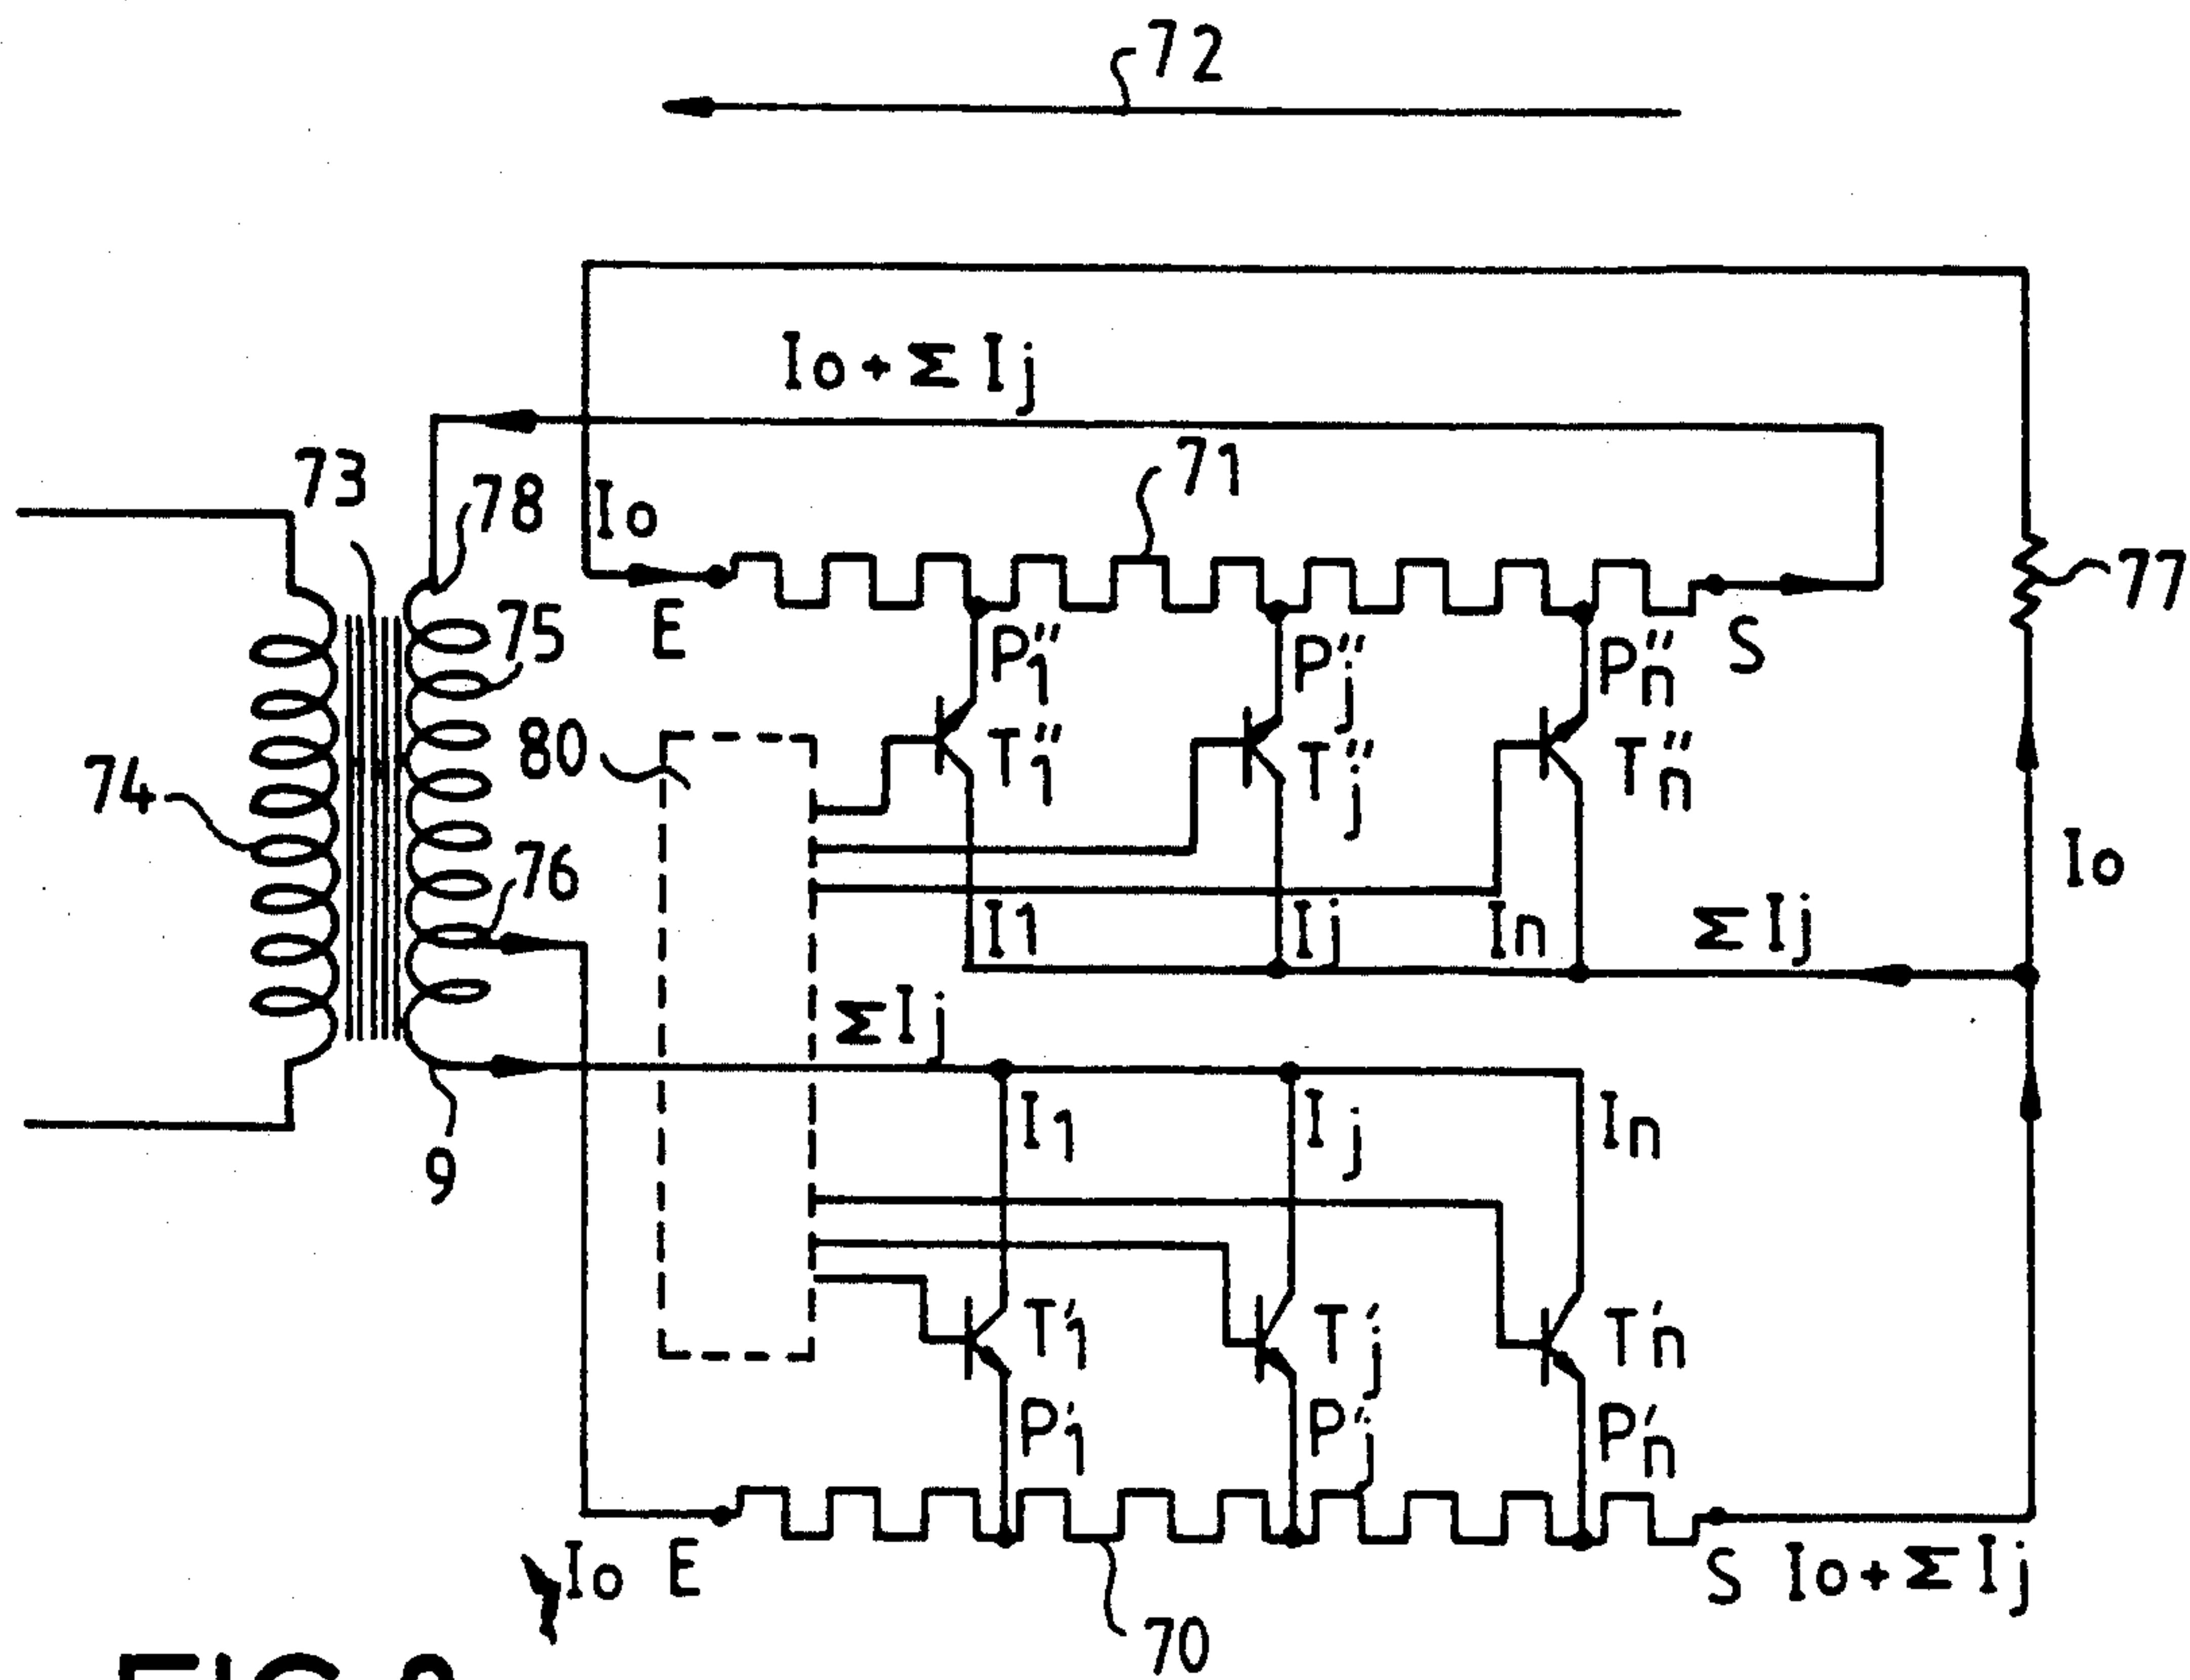 72
Io + Σ Ij
73
78
Io
71
77
E
S
75
P"1
P"j
P"n
80
T"1
T"j
T"n
74
Io
76
I1
Ij
In
Σ Ij
Σ Ij
I1
Ij
In
9
T'1
T'j
T'n
P'1
P'j
P'n
Io E
S Io + Σ Ij
70